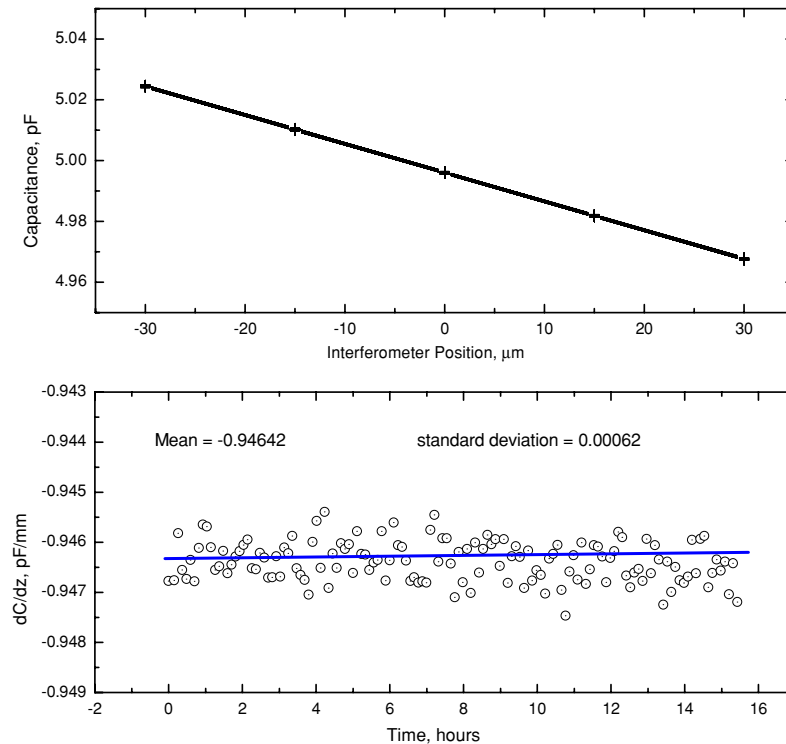 5.04
5.02
5.00
4.98
4.96
Capacitance, pF
-30 -20 -10 0 10 20 30
Interferometer Position, μm
-0.943
-0.944
-0.945
-0.946
-0.947
-0.948
-0.949
dC/dz, pF/mm
Mean = -0.94642 standard deviation = 0.00062
-2 0 2 4 6 8 10 12 14 16
Time, hours